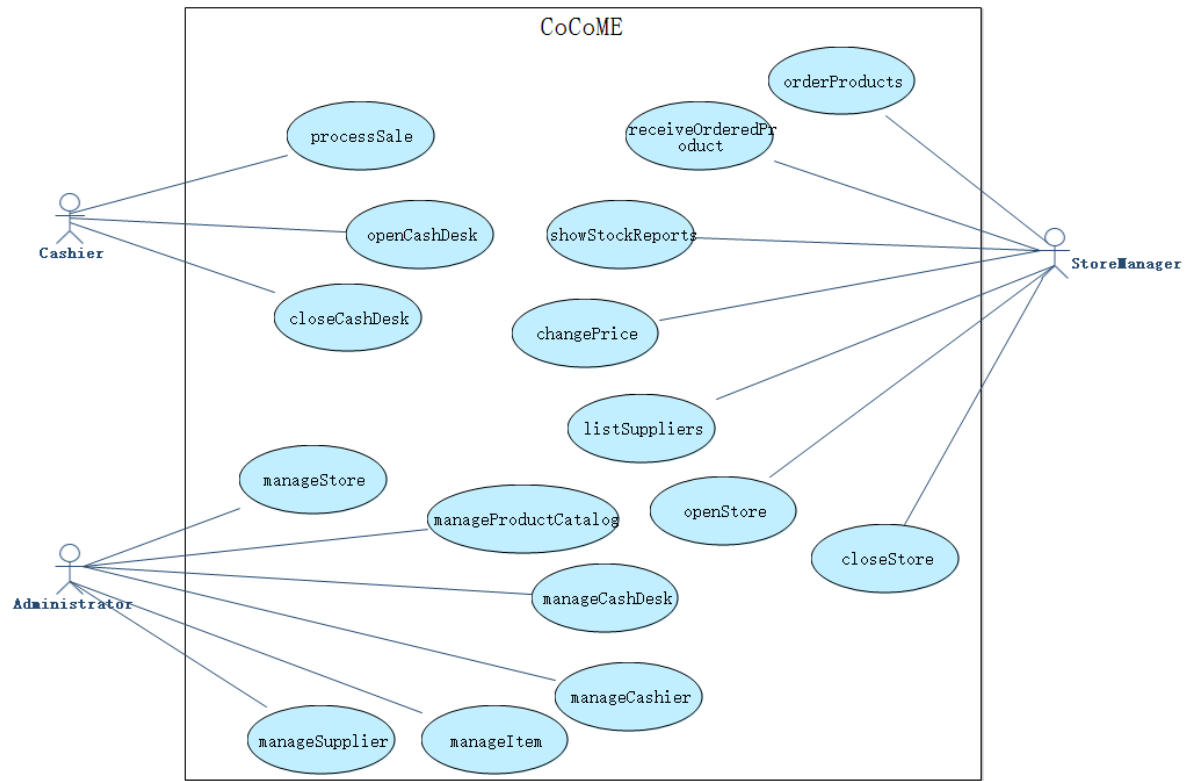 CoCoME
orderProducts
processSale
receiveOrderedPr
oduct
openCashDesk
showStockReports
Cashier
StoreManager
closeCashDesk
changePrice
listSuppliers
manageStore
manageProductCatalog
openStore
closeStore
manageCashDesk
Administrator
manageCashier
manageSupplier
manageItem